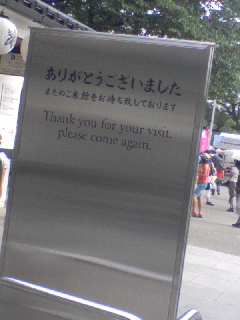 ありがとうございました
またのご来館をお待ち致しております
Thank you for your visit,
please come again.